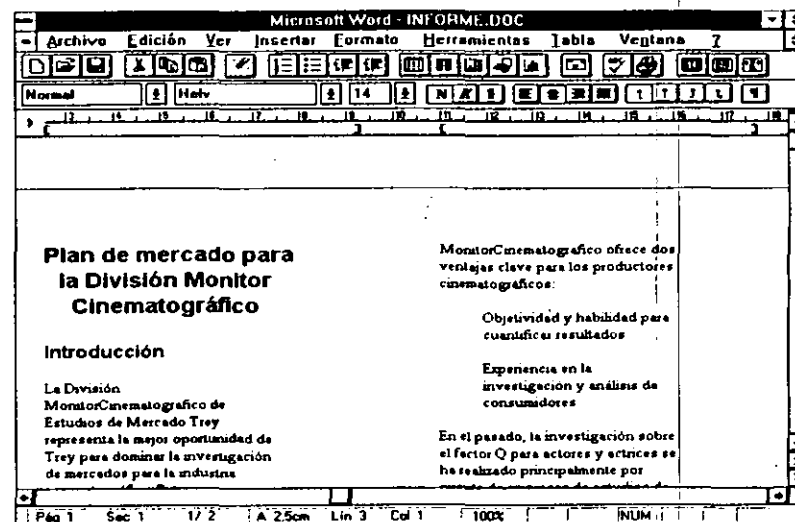 Microsoft Word - INFORME.DOC
Archivo Edición Ver Insertar Formato Herramientas Tabla Ventana ?
Normal Helv 14 N K S
Plan de mercado para
la División Monitor
Cinematográfico
Introducción
La División
MonitorCinematografico de
Estudios de Mercado Trey
representa la mejor oportunidad de
Trey para dominar la investigación
de mercados para la industria
MonitorCinematografico ofrece dos
ventajas clave para los productores
cinematográficos:
Objetividad y habilidad para
cuantificar resultados
Experiencia en la
investigación y análisis de
consumidores
En el pasado, la investigación sobre
el factor Q para actores y actrices se
ha realizado principalmente por
Pág 1 Sec 1 1/ 2 A 2.5cm Lín 3 Col 1 100% NUM